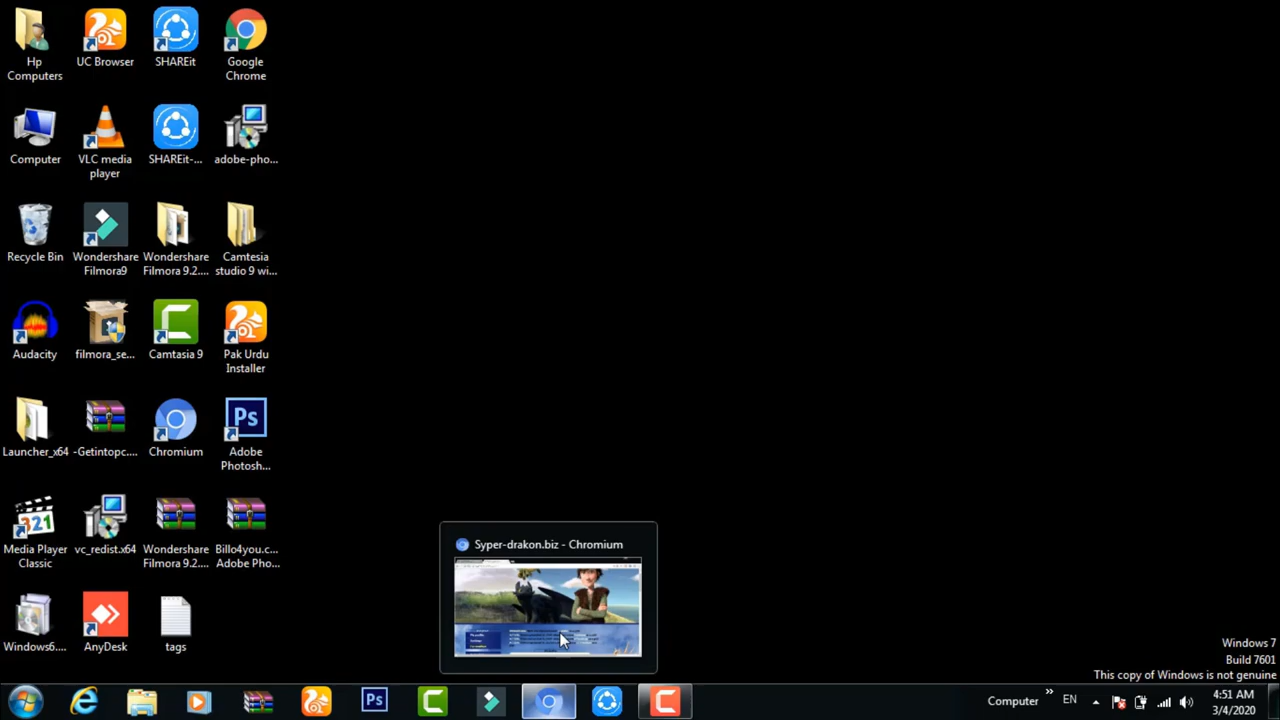 Hp
Computers
UC Browser
SHAREit
Google
Chrome
Computer
VLC media
player
SHAREit-...
adobe-pho...
Recycle Bin
Wondershare
Filmora9
Wondershare
Filmora 9.2....
Camtesia
studio 9 wi...
Audacity
filmora_se...
Camtasia 9
Pak Urdu
Installer
Launcher_x64
-Getintopc....
Chromium
Ps
Adobe
Photosh...
321
Media Player
Classic
vc_redist.x64
Wondershare
Filmora 9.2....
Billo4you.c...
Adobe Pho...
Syper-drakon.biz - Chromium
Windows6....
AnyDesk
tags
Windows 7
Build 7601
This copy of Windows is not genuine
Ps
Computer
»
EN
4:51 AM
3/4/2020